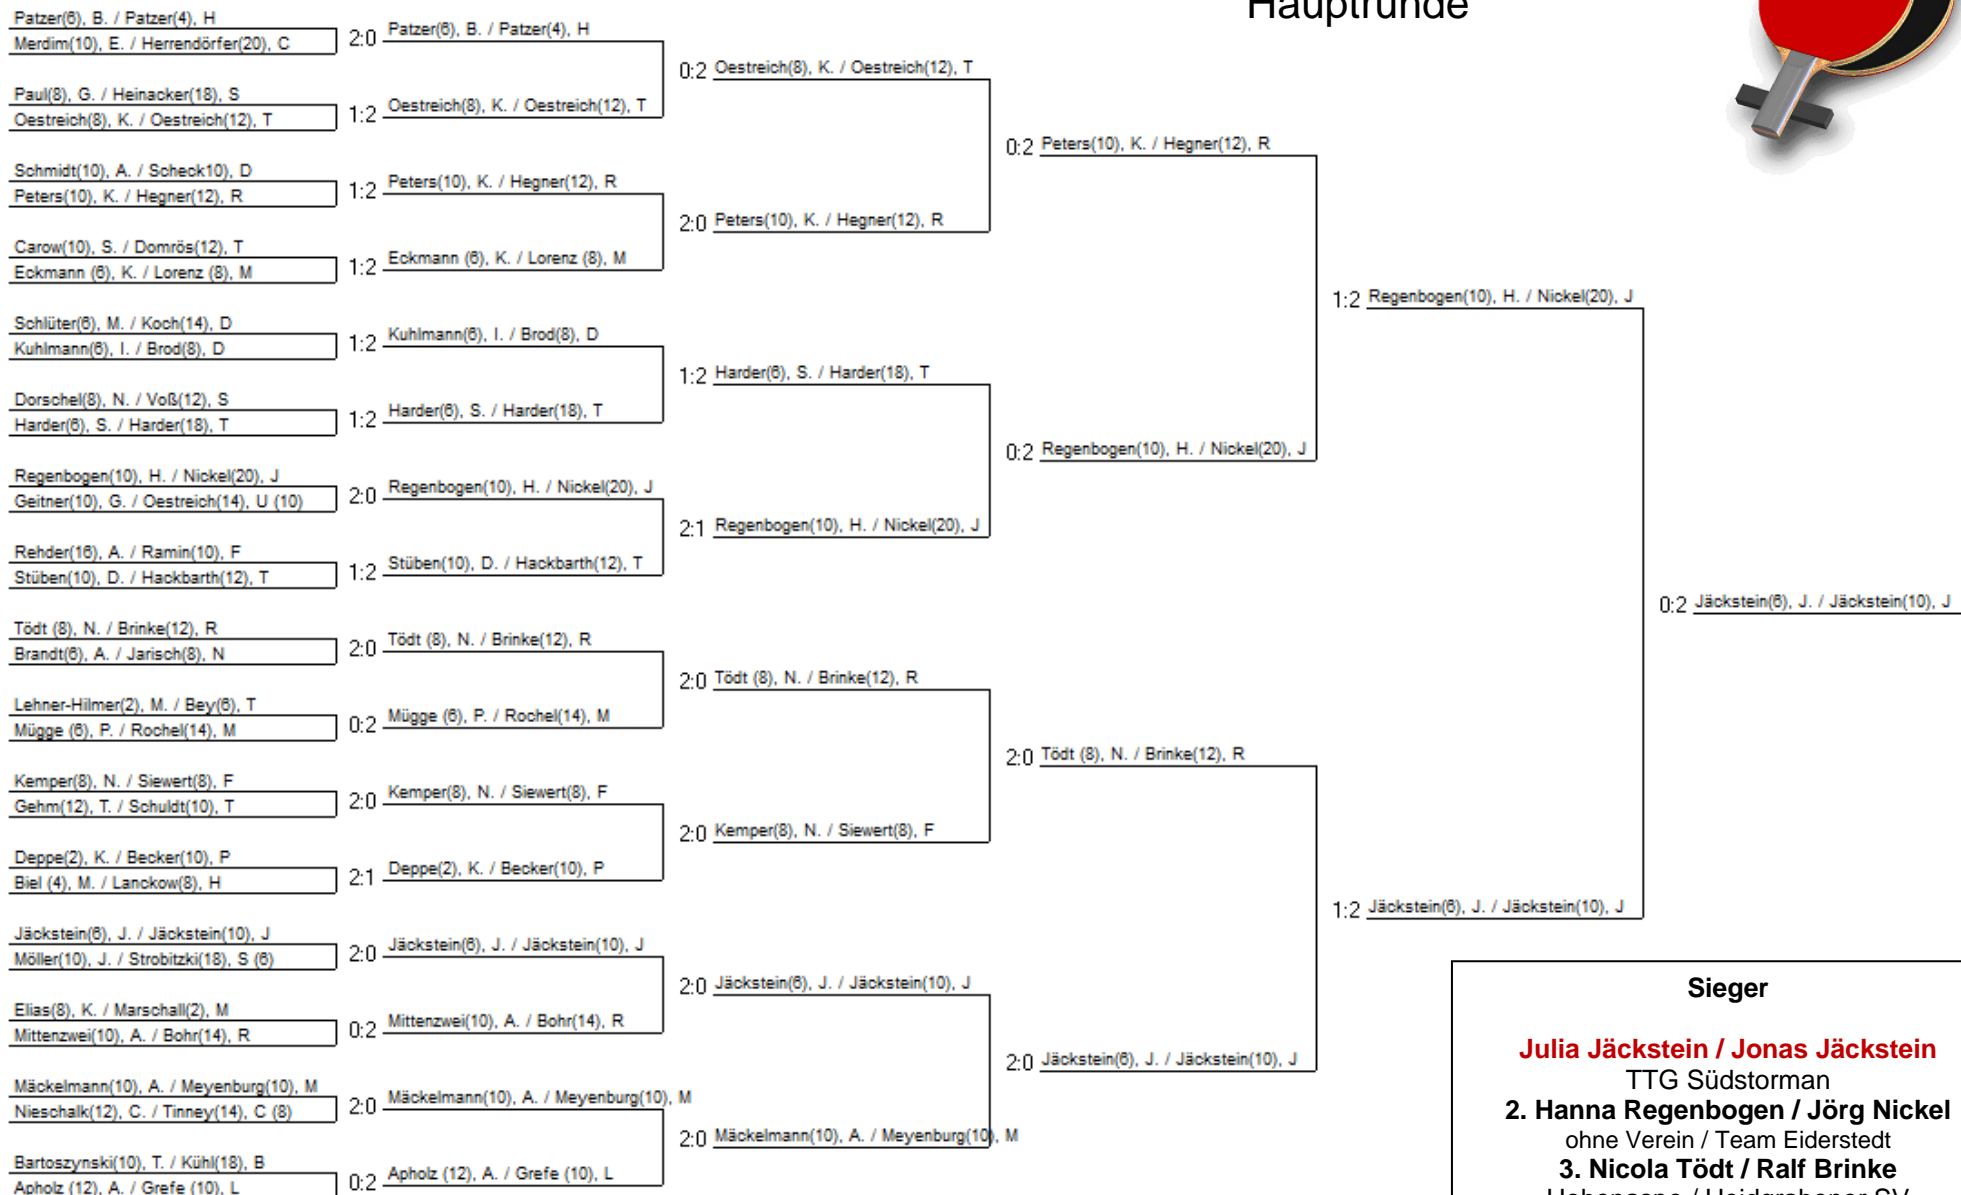 Hauptrunde
Patzer(6), B. / Patzer(4), H
Merdim(10), E. / Herrendörfer(20), C
Paul(8), G. / Heinacker(18), S
Oestreich(8), K. / Oestreich(12), T
Schmidt(10), A. / Scheck10), D
Peters(10), K. / Hegner(12), R
Carow(10), S. / Domrös(12), T
Eckmann (6), K. / Lorenz (8), M
Schlüter(6), M. / Koch(14), D
Kuhlmann(6), I. / Brod(8), D
Dorschel(8), N. / Voß(12), S
Harder(6), S. / Harder(18), T
Regenbogen(10), H. / Nickel(20), J
Geitner(10), G. / Oestreich(14), U (10)
Rehder(16), A. / Ramin(10), F
Stüben(10), D. / Hackbarth(12), T
Tödt (8), N. / Brinke(12), R
Brandt(6), A. / Jarisch(8), N
Lehner-Hilmer(2), M. / Bey(6), T
Mügge (6), P. / Rochel(14), M
Kemper(8), N. / Siewert(8), F
Gehm(12), T. / Schuldt(10), T
Deppe(2), K. / Becker(10), P
Biel (4), M. / Lanckow(8), H
Jäckstein(6), J. / Jäckstein(10), J
Möller(10), J. / Strobitzki(18), S (6)
Elias(8), K. / Marschall(2), M
Mittenzwei(10), A. / Bohr(14), R
Mäckelmann(10), A. / Meyenburg(10), M
Nieschalk(12), C. / Tinney(14), C (8)
Bartoszynski(10), T. / Kühl(18), B
Apholz (12), A. / Grefe (10), L
2:0 Patzer(6), B. / Patzer(4), H
1:2 Oestreich(8), K. / Oestreich(12), T
1:2 Peters(10), K. / Hegner(12), R
1:2 Eckmann (6), K. / Lorenz (8), M
1:2 Kuhlmann(6), I. / Brod(8), D
1:2 Harder(6), S. / Harder(18), T
2:0 Regenbogen(10), H. / Nickel(20), J
1:2 Stüben(10), D. / Hackbarth(12), T
2:0 Tödt (8), N. / Brinke(12), R
0:2 Mügge (6), P. / Rochel(14), M
2:0 Kemper(8), N. / Siewert(8), F
2:1 Deppe(2), K. / Becker(10), P
2:0 Jäckstein(6), J. / Jäckstein(10), J
0:2 Mittenzwei(10), A. / Bohr(14), R
2:0 Mäckelmann(10), A. / Meyenburg(10), M
0:2 Apholz (12), A. / Grefe (10), L
0:2 Oestreich(8), K. / Oestreich(12), T
2:0 Peters(10), K. / Hegner(12), R
1:2 Harder(6), S. / Harder(18), T
2:1 Regenbogen(10), H. / Nickel(20), J
2:0 Tödt (8), N. / Brinke(12), R
2:0 Kemper(8), N. / Siewert(8), F
2:0 Jäckstein(6), J. / Jäckstein(10), J
2:0 Mäckelmann(10), A. / Meyenburg(10), M
0:2 Peters(10), K. / Hegner(12), R
0:2 Regenbogen(10), H. / Nickel(20), J
2:0 Tödt (8), N. / Brinke(12), R
2:0 Jäckstein(6), J. / Jäckstein(10), J
1:2 Regenbogen(10), H. / Nickel(20), J
1:2 Jäckstein(6), J. / Jäckstein(10), J
0:2 Jäckstein(6), J. / Jäckstein(10), J
Sieger
Julia Jäckstein / Jonas Jäckstein
TTG Südstorman
2. Hanna Regenbogen / Jörg Nickel
ohne Verein / Team Eiderstedt
3. Nicola Tödt / Ralf Brinke
Hohenaspe / Heidgrabener SV